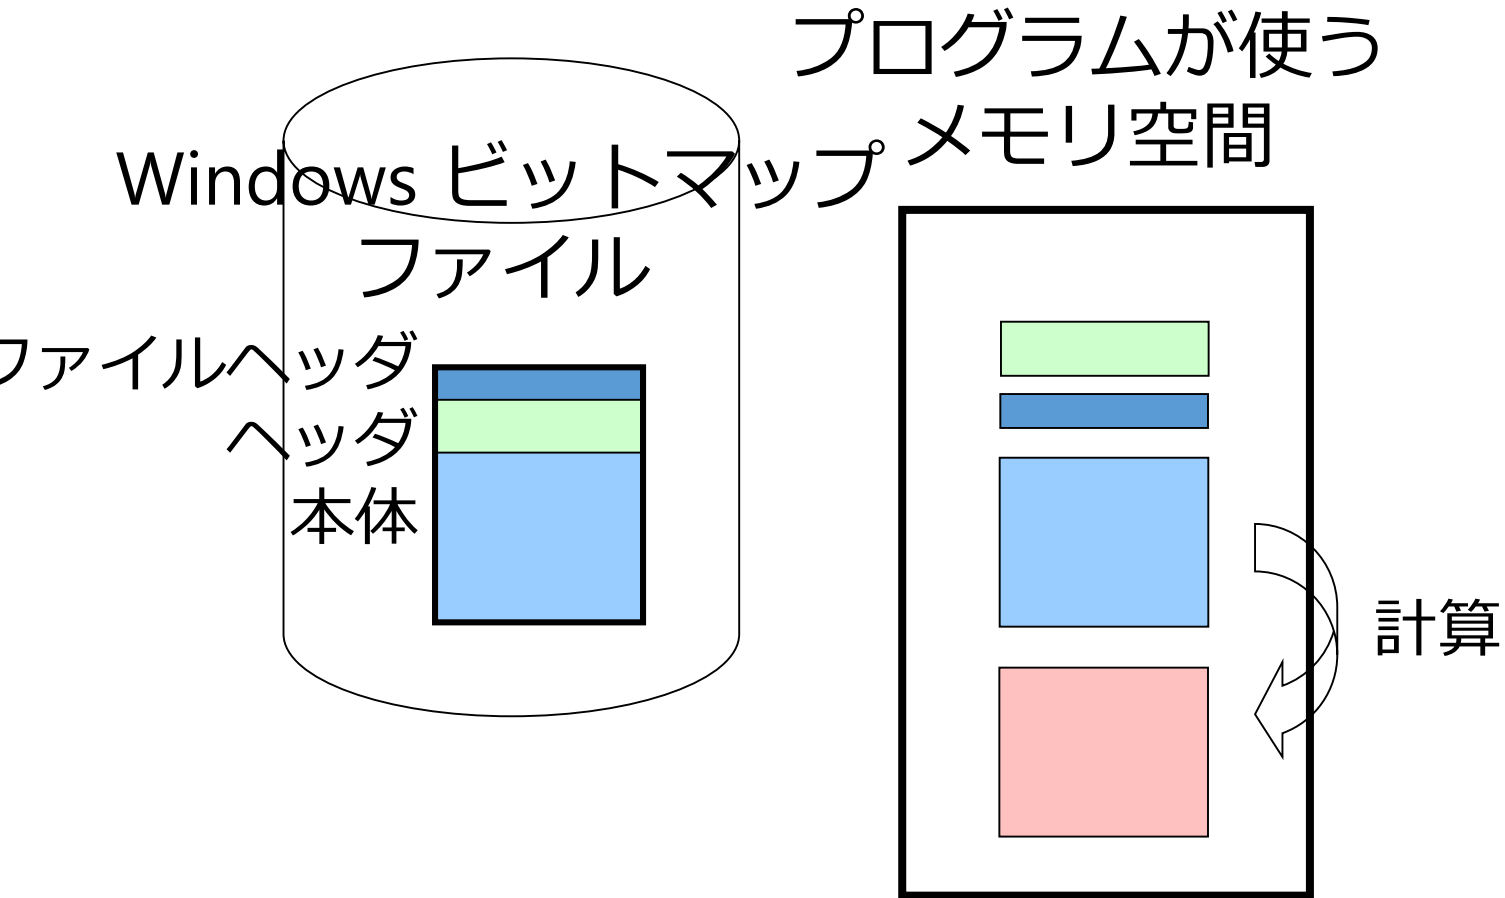 プログラムが使う
メモリ空間
Windows ビットマップ
ファイル
ファイルヘッダ
ヘッダ
本体
計算